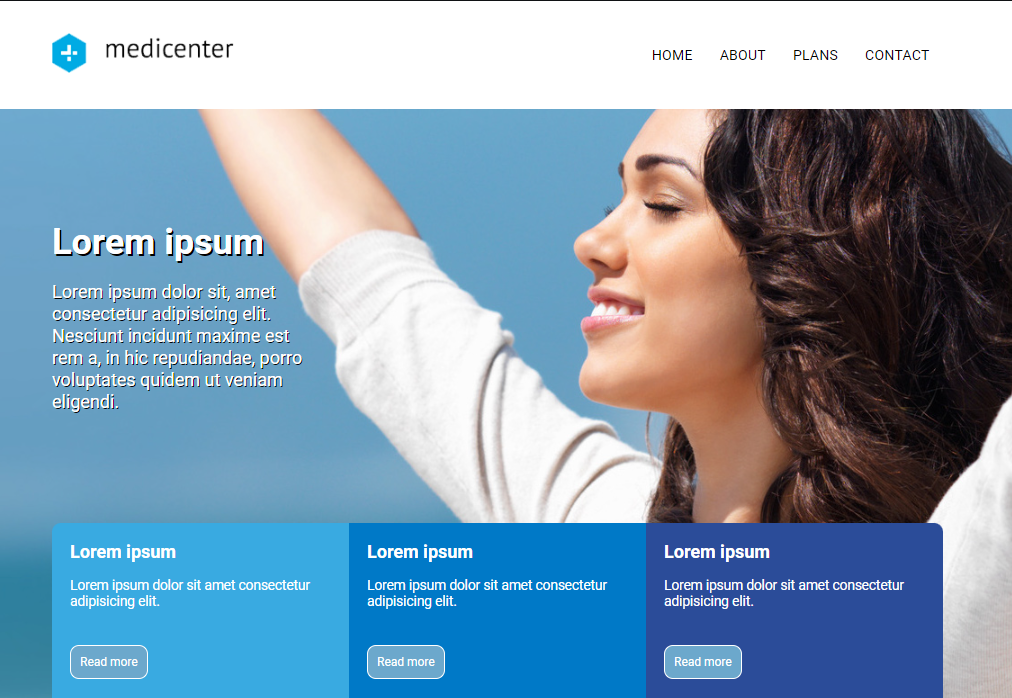 medicenter
HOME ABOUT PLANS CONTACT
Lorem ipsum
Lorem ipsum dolor sit, amet
consectetur adipisicing elit.
Nesciunt incidunt maxime est
rem a, in hic repudiandae, porro
voluptates quidem ut veniam
eligendi.
Lorem ipsum
Lorem ipsum dolor sit amet consectetur
adipisicing elit.
Read more
Lorem ipsum
Lorem ipsum dolor sit amet consectetur
adipisicing elit.
Read more
Lorem ipsum
Lorem ipsum dolor sit amet consectetur
adipisicing elit.
Read more